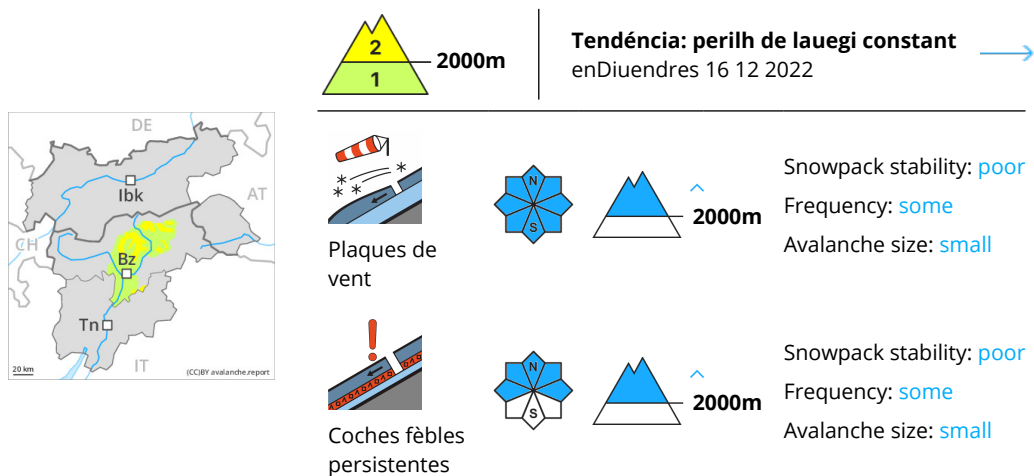 2
1
2000m
Tendéncia: perilh de lauegi constant
enDiuendres 16 12 2022
DE
Ibk
AT
CH
Bz
Tn
IT
20 km
(CC)BY avalanche.report
Plaques de
vent
N
S
2000m
Snowpack stability: poor
Frequency: some
Avalanche size: small
Coches fèbles
persistentes
N
S
2000m
Snowpack stability: poor
Frequency: some
Avalanche size: small